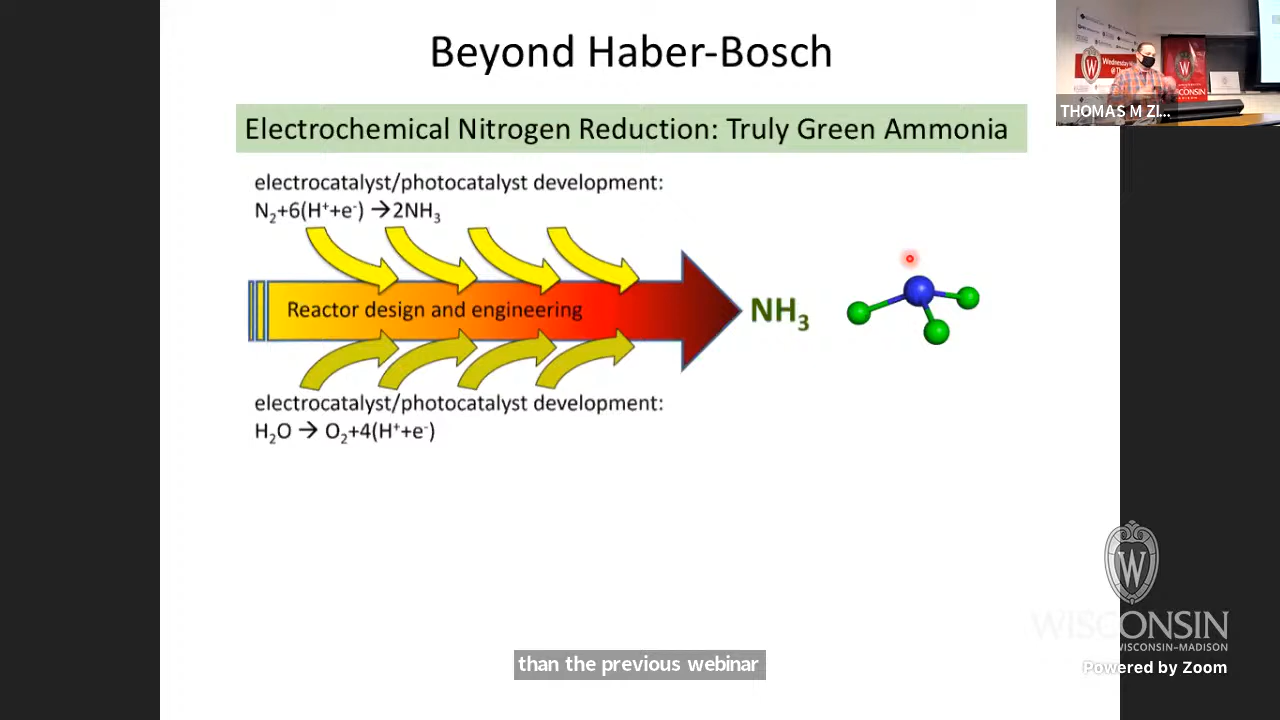 Beyond Haber-Bosch
Electrochemical Nitrogen Reduction: Truly Green Ammonia
electrocatalyst/photocatalyst development:
N₂+6(H⁺+e⁻) →2NH₃
Reactor design and engineering
NH₃
electrocatalyst/photocatalyst development:
H₂O → O₂+4(H⁺+e⁻)
than the previous webinar
THOMAS M ZI...
W
WISCONSIN
WISCONSIN–MADISON
Powered by Zoom